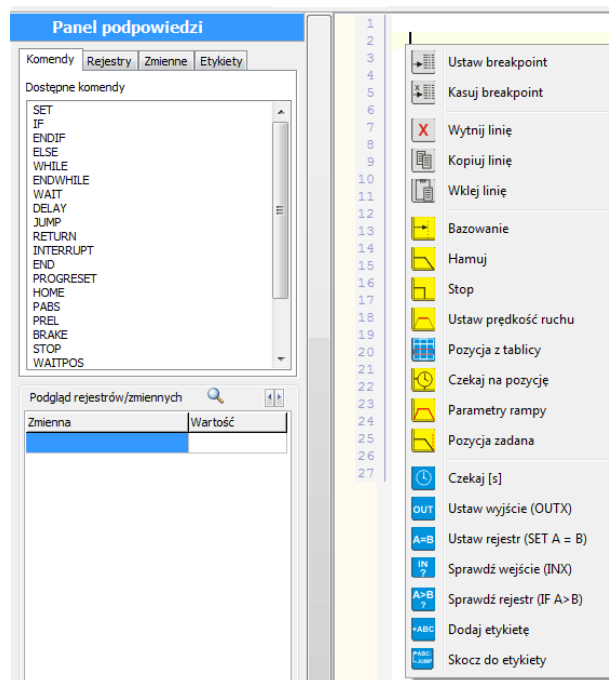 Panel podpowiedzi
Komendy Rejestry Zmienne Etykiety
Dostępne komendy
SET
IF
ENDIF
ELSE
WHILE
ENDWHILE
WAIT
DELAY
JUMP
RETURN
INTERRUPT
END
PROGRESET
HOME
PABS
PREL
BRAKE
STOP
WAITPOS
Podgląd rejestrów/zmiennych
Zmienna Wartość
1
2
3
4
5
6
7
8
9
10
11
12
13
14
15
16
17
18
19
20
21
22
23
24
25
26
27
Ustaw breakpoint
x Kasuj breakpoint
X Wytnij linię
Kopiuj linię
Wklej linię
Bazowanie
Hamuj
Stop
Ustaw prędkość ruchu
Pozycja z tablicy
Czekaj na pozycję
Parametry rampy
Pozycja zadana
Czekaj [s]
OUT Ustaw wyjście (OUTX)
A=B Ustaw rejestr (SET A = B)
IN ? Sprawdź wejście (INX)
A>B ? Sprawdź rejestr (IF A>B)
+ABC Dodaj etykietę
ABC JUMP Skocz do etykiety